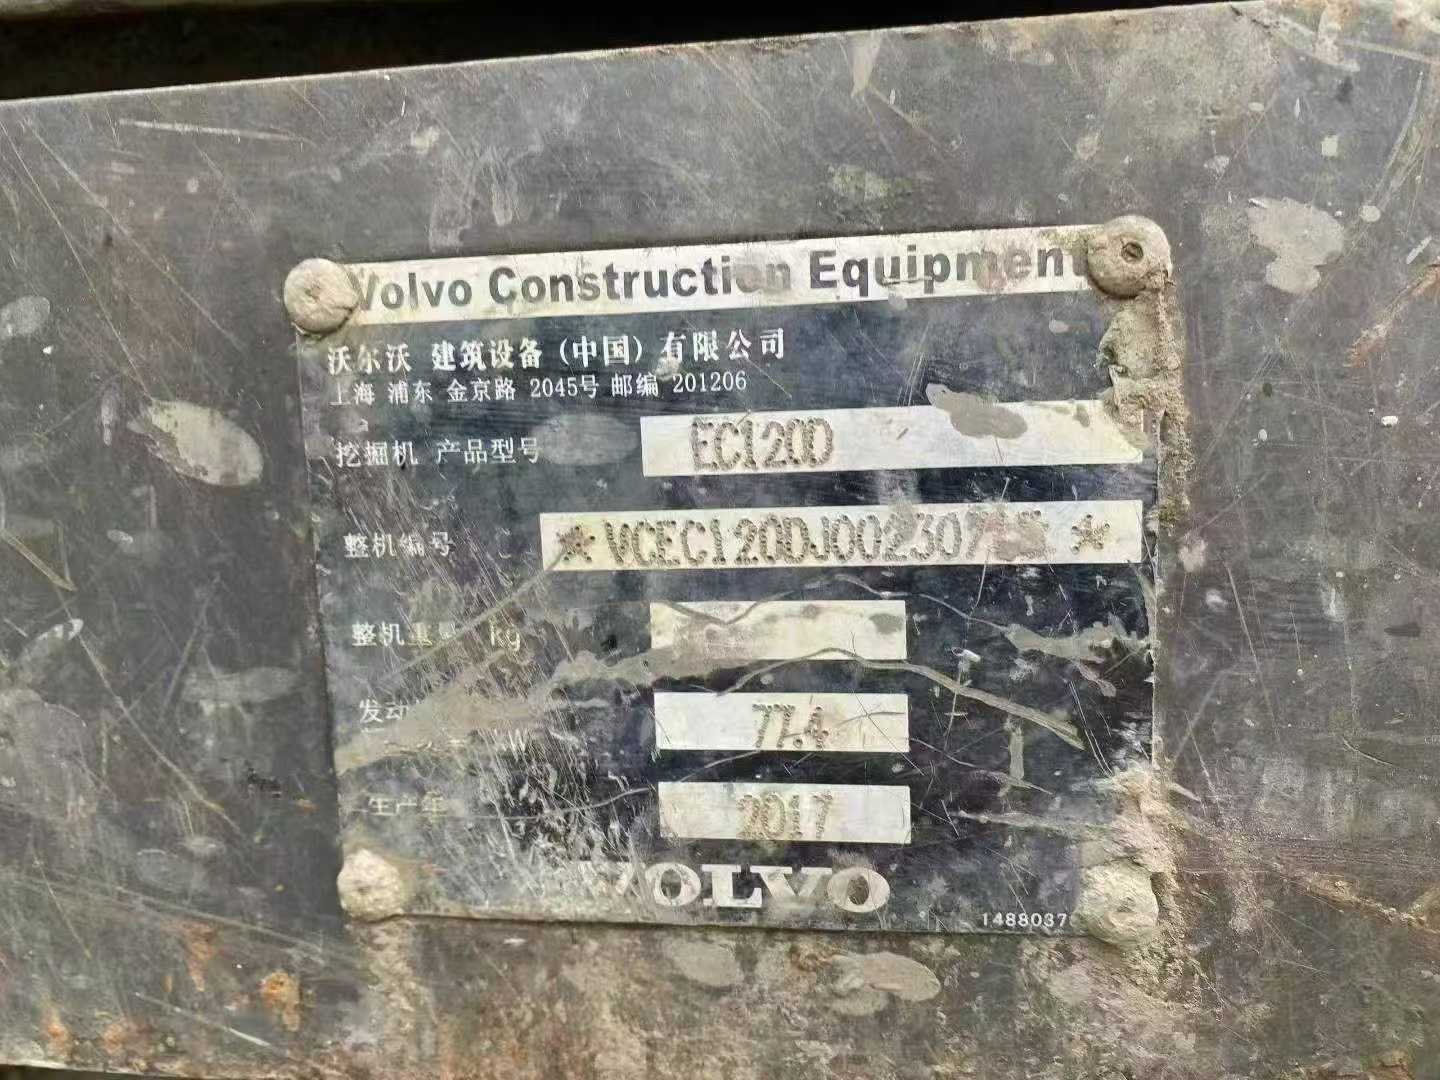 Volvo Construction Equipment
沃尔沃 建筑设备（中国）有限公司
上海 浦东 金京路 2045号 邮编 201206
挖掘机 产品型号 EC120D
整机编号
整机重量 kg
发动 77.4
生产年 2017
VOLVO
1488037